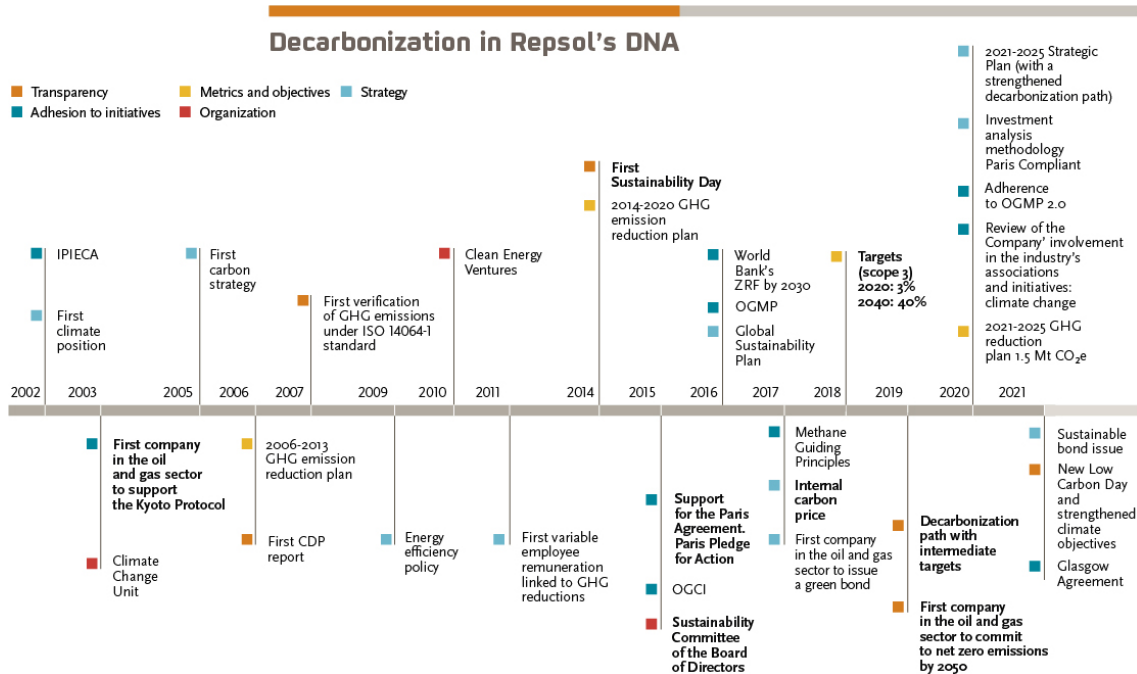 Decarbonization in Repsol's DNA
Transparency
Metrics and objectives
Strategy
Adhesion to initiatives
Organization
IPIECA
First
climate
position
First
carbon
strategy
First verification
of GHG emissions
under ISO 14064-1
standard
Clean Energy
Ventures
First
Sustainability Day
2014-2020 GHG
emission
reduction plan
World
Bank's
ZRF by 2030
OGMP
Global
Sustainability
Plan
Targets
(scope 3)
2020: 3%
2040: 40%
2021-2025 Strategic
Plan (with a
strengthened
decarbonization path)
Investment
analysis
methodology
Paris Compliant
Adherence
to OGMP 2.0
Review of the
Company' involvement
in the industry's
associations
and initiatives:
climate change
2021-2025 GHG
reduction
plan 1.5 Mt CO₂e
2002
2003
2005
2006
2007
2009
2010
2011
2014
2015
2016
2017
2018
2019
2020
2021
First company
in the oil
and gas sector
to support
the Kyoto Protocol
Climate
Change
Unit
2006-2013
GHG emission
reduction plan
First CDP
report
Energy
efficiency
policy
First variable
employee
remuneration
linked to GHG
reductions
Support
for the Paris
Agreement.
Paris Pledge
for Action
OGCI
Sustainability
Committee
of the Board
of Directors
Methane
Guiding
Principles
Internal
carbon
price
First company
in the oil and gas
sector to issue
a green bond
Decarbonization
path with
intermediate
targets
First company
in the oil and gas
sector to commit
to net zero emissions
by 2050
Sustainable
bond issue
New Low
Carbon Day
and
strengthened
climate
objectives
Glasgow
Agreement